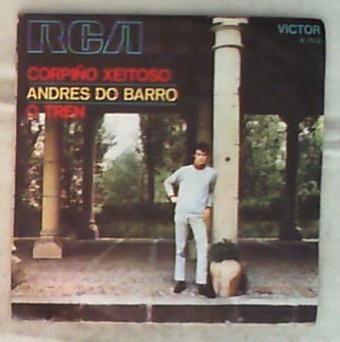 RCA
VICTOR
CORPIÑO XEITOSO
ANDRES DO BARRO
O TREN